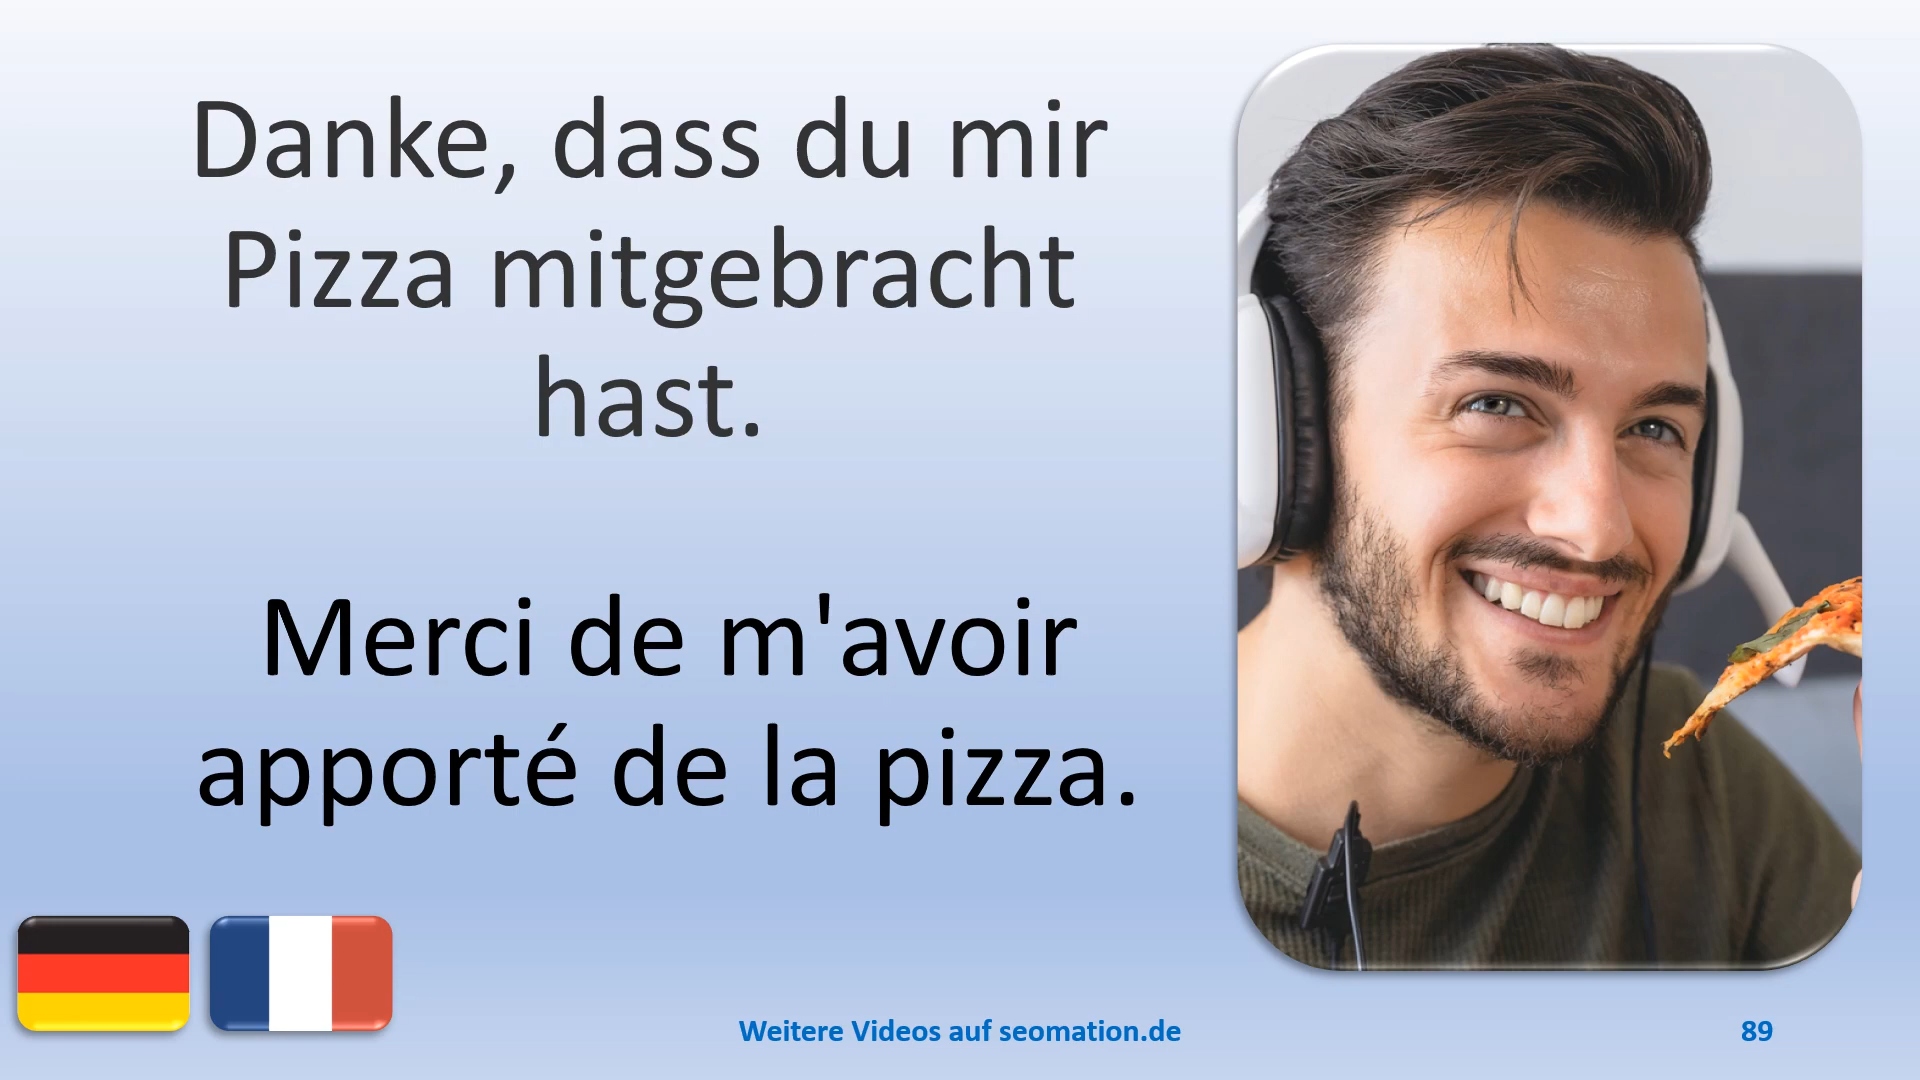 Danke, dass du mir
Pizza mitgebracht
hast.
Merci de m'avoir
apporté de la pizza.
Weitere Videos auf seomation.de
89